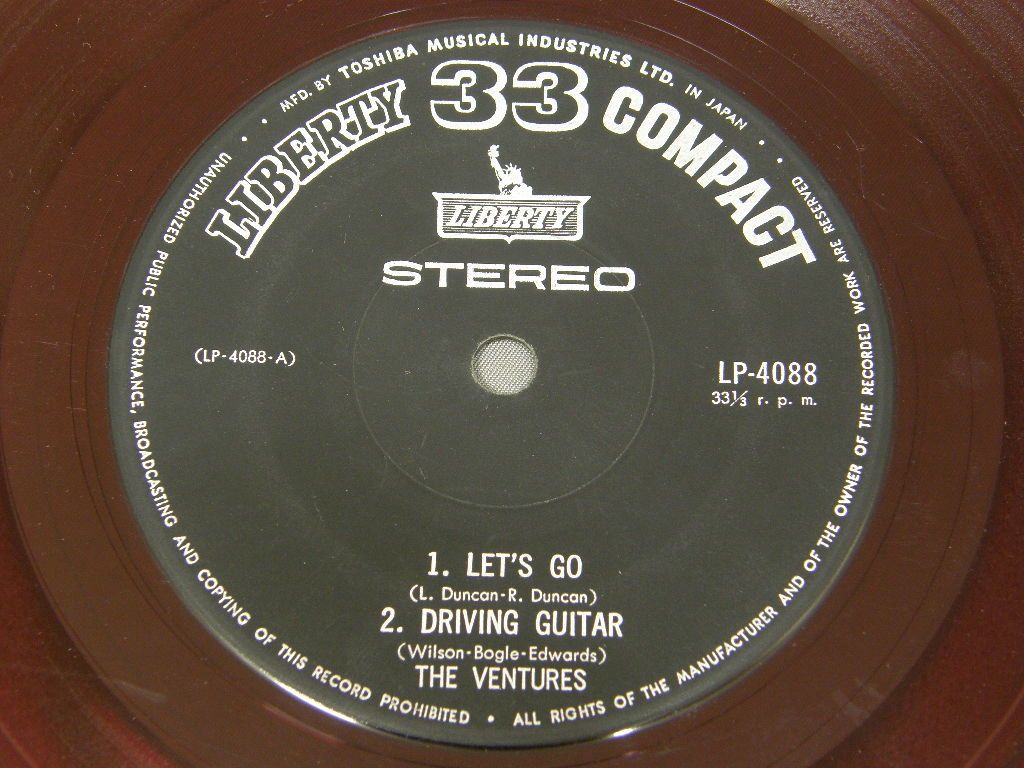 MFD. BY TOSHIBA MUSICAL INDUSTRIES LTD. IN JAPAN
LIBERTY 33 COMPACT
LIBERTY
STEREO
(LP-4088-A)
LP-4088
33⅓ r. p. m.
1. LET'S GO
(L. Duncan-R. Duncan)
2. DRIVING GUITAR
(Wilson-Bogle-Edwards)
THE VENTURES
UNAUTHORIZED PUBLIC PERFORMANCE, BROADCASTING AND COPYING OF THIS RECORD PROHIBITED • ALL RIGHTS OF THE MANUFACTURER AND OF THE OWNER OF THE RECORDED WORK ARE RESERVED